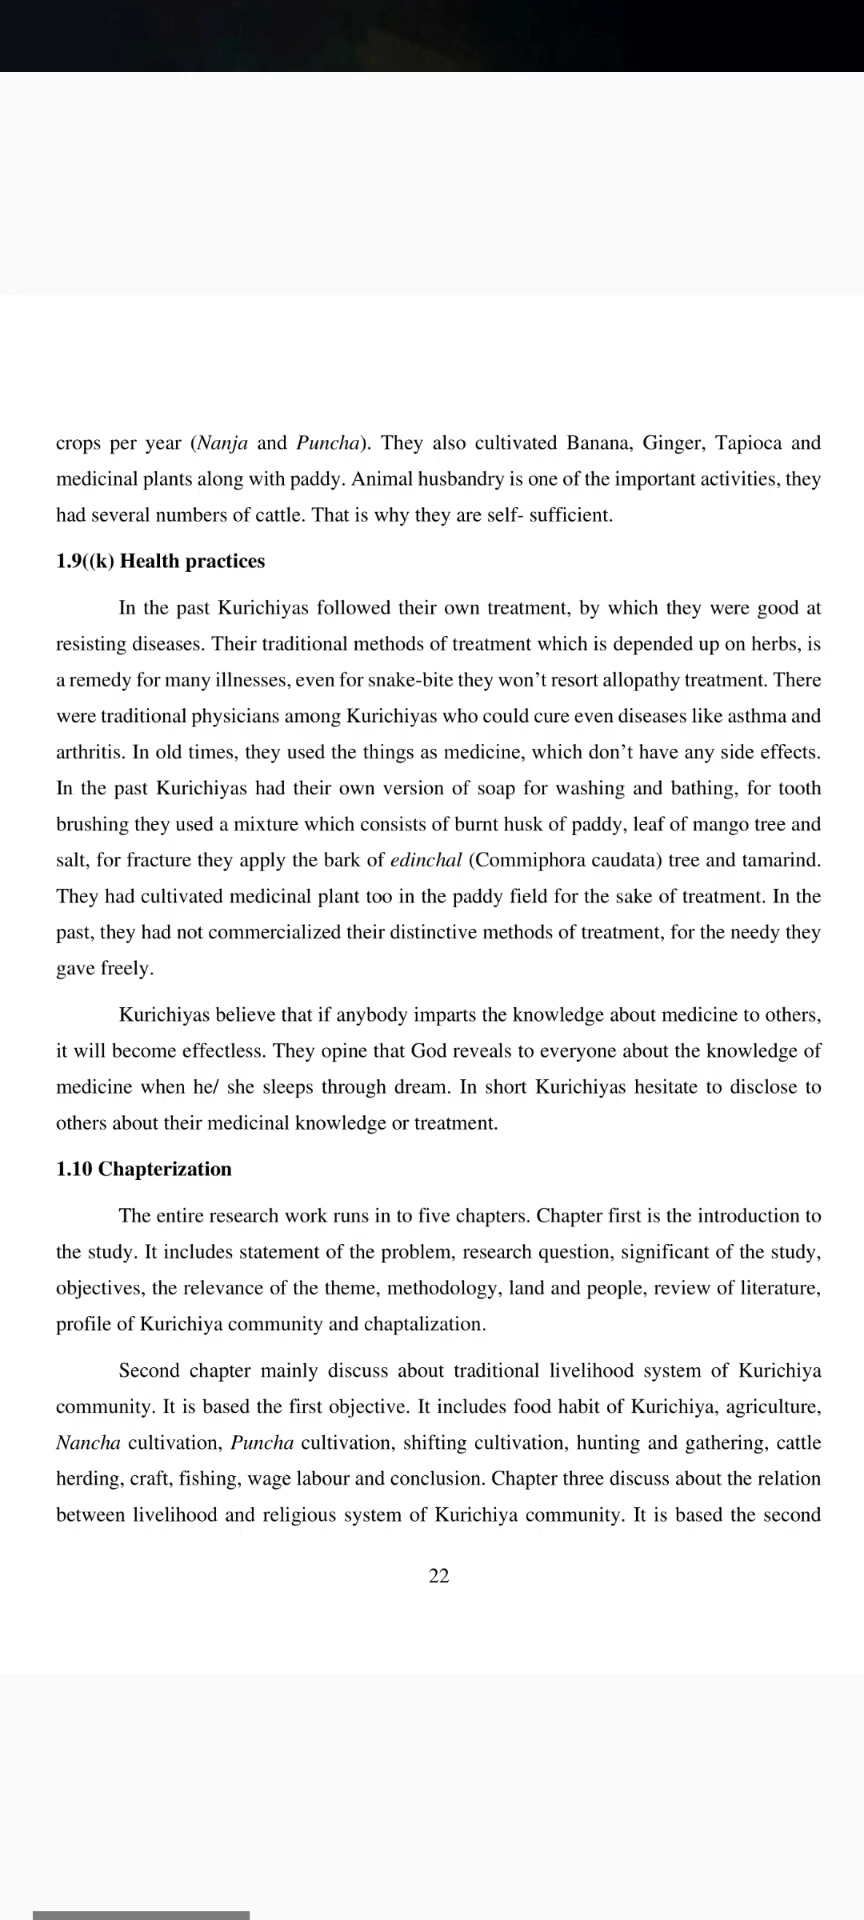 crops per year (Nanja and Puncha). They also cultivated Banana, Ginger, Tapioca and
medicinal plants along with paddy. Animal husbandry is one of the important activities, they
had several numbers of cattle. That is why they are self- sufficient.
1.9((k) Health practices
In the past Kurichiyas followed their own treatment, by which they were good at
resisting diseases. Their traditional methods of treatment which is depended up on herbs, is
a remedy for many illnesses, even for snake-bite they won’t resort allopathy treatment. There
were traditional physicians among Kurichiyas who could cure even diseases like asthma and
arthritis. In old times, they used the things as medicine, which don’t have any side effects.
In the past Kurichiyas had their own version of soap for washing and bathing, for tooth
brushing they used a mixture which consists of burnt husk of paddy, leaf of mango tree and
salt, for fracture they apply the bark of edinchal (Commiphora caudata) tree and tamarind.
They had cultivated medicinal plant too in the paddy field for the sake of treatment. In the
past, they had not commercialized their distinctive methods of treatment, for the needy they
gave freely.
Kurichiyas believe that if anybody imparts the knowledge about medicine to others,
it will become effectless. They opine that God reveals to everyone about the knowledge of
medicine when he/ she sleeps through dream. In short Kurichiyas hesitate to disclose to
others about their medicinal knowledge or treatment.
1.10 Chapterization
The entire research work runs in to five chapters. Chapter first is the introduction to
the study. It includes statement of the problem, research question, significant of the study,
objectives, the relevance of the theme, methodology, land and people, review of literature,
profile of Kurichiya community and chaptalization.
Second chapter mainly discuss about traditional livelihood system of Kurichiya
community. It is based the first objective. It includes food habit of Kurichiya, agriculture,
Nancha cultivation, Puncha cultivation, shifting cultivation, hunting and gathering, cattle
herding, craft, fishing, wage labour and conclusion. Chapter three discuss about the relation
between livelihood and religious system of Kurichiya community. It is based the second
22